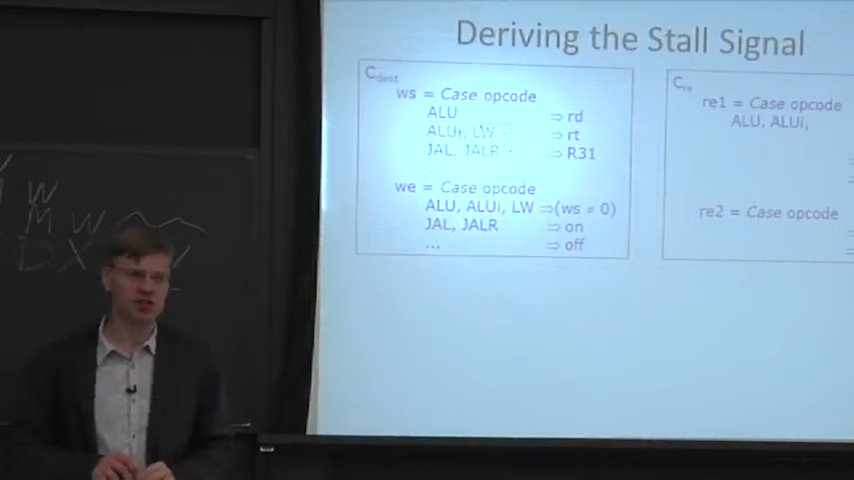 Deriving the Stall Signal
Cdest
ws = Case opcode
ALU ⇒ rd
ALUi, LW ⇒ rt
JAL, JALR ⇒ R31
we = Case opcode
ALU, ALUi, LW ⇒(ws = 0)
JAL, JALR ⇒ on
... ⇒ off
Cre
re1 = Case opcode
ALU, ALUi,
⇒
⇒
re2 = Case opcode
⇒
⇒
W
M W
D X